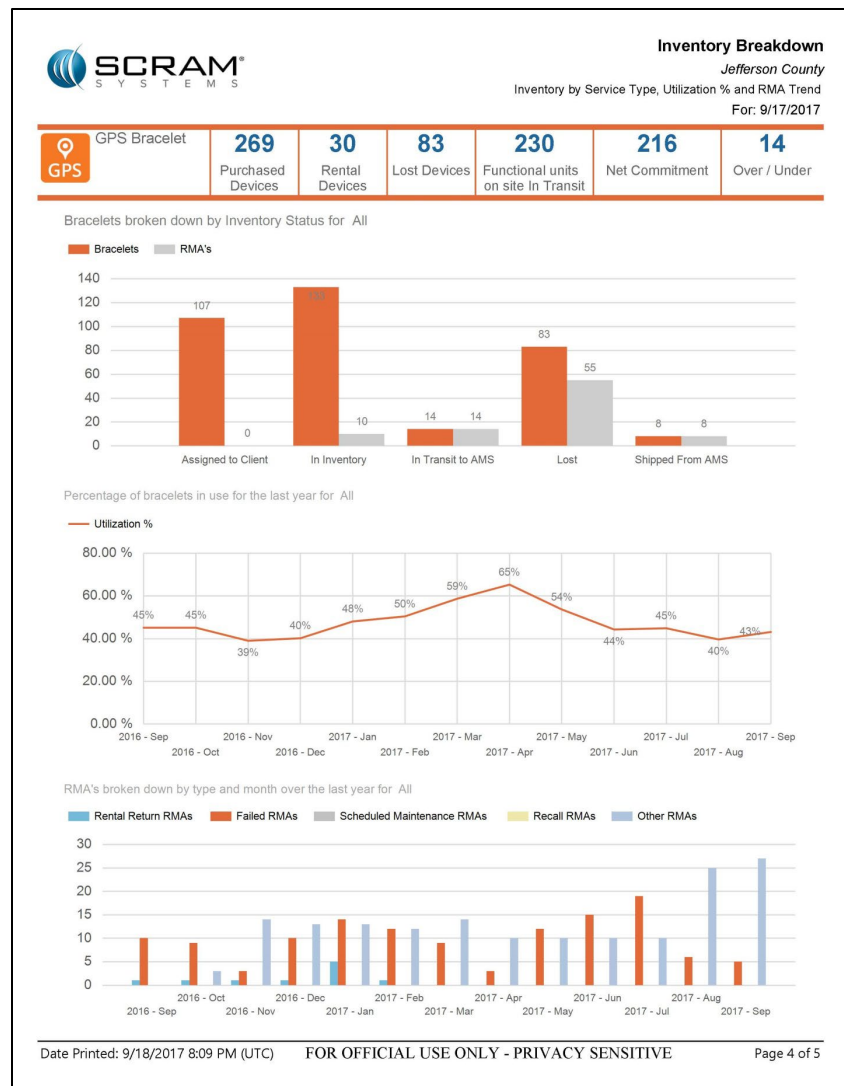 SCRAM®
SYSTEMS
Inventory Breakdown
Jefferson County
Inventory by Service Type, Utilization % and RMA Trend
For: 9/17/2017
GPS
GPS Bracelet
269
Purchased
Devices
30
Rental
Devices
83
Lost Devices
230
Functional units
on site In Transit
216
Net Commitment
14
Over / Under
Bracelets broken down by Inventory Status for All
Bracelets RMA's
140
120
100
80
60
40
20
0
107
0
10
14 14
83
55
8 8
Assigned to Client In Inventory In Transit to AMS Lost Shipped From AMS
Percentage of bracelets in use for the last year for All
Utilization %
80.00 %
60.00 %
40.00 %
20.00 %
0.00 %
45% 45% 39% 40% 48% 50% 59% 65% 54% 44% 45% 40% 43%
2016 - Sep 2016 - Nov 2017 - Jan 2017 - Mar 2017 - May 2017 - Jul 2017 - Sep
2016 - Oct 2016 - Dec 2017 - Feb 2017 - Apr 2017 - Jun 2017 - Aug
RMA's broken down by type and month over the last year for All
Rental Return RMAs Failed RMAs Scheduled Maintenance RMAs Recall RMAs Other RMAs
30
25
20
15
10
5
0
2016 - Oct 2016 - Dec 2017 - Feb 2017 - Apr 2017 - Jun 2017 - Aug
2016 - Sep 2016 - Nov 2017 - Jan 2017 - Mar 2017 - May 2017 - Jul 2017 - Sep
Date Printed: 9/18/2017 8:09 PM (UTC) FOR OFFICIAL USE ONLY - PRIVACY SENSITIVE Page 4 of 5